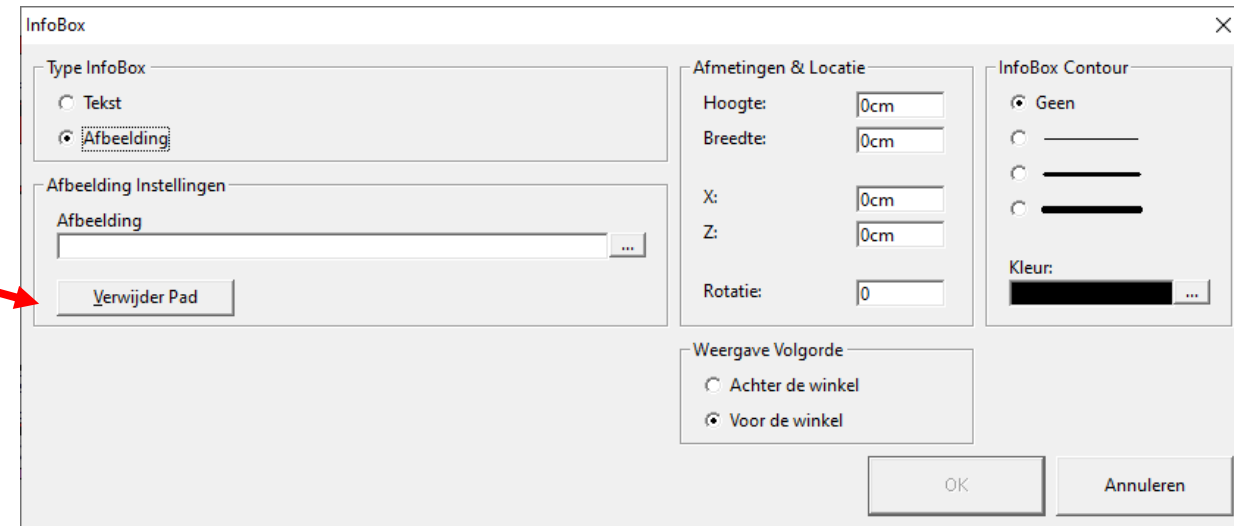 InfoBox
Type InfoBox
Tekst
Afbeelding
Afbeelding Instellingen
Afbeelding
...
Verwijder Pad
Afmetingen & Locatie
Hoogte: 0cm
Breedte: 0cm
X: 0cm
Z: 0cm
Rotatie: 0
InfoBox Contour
Geen
Kleur:
...
Weergave Volgorde
Achter de winkel
Voor de winkel
OK
Annuleren